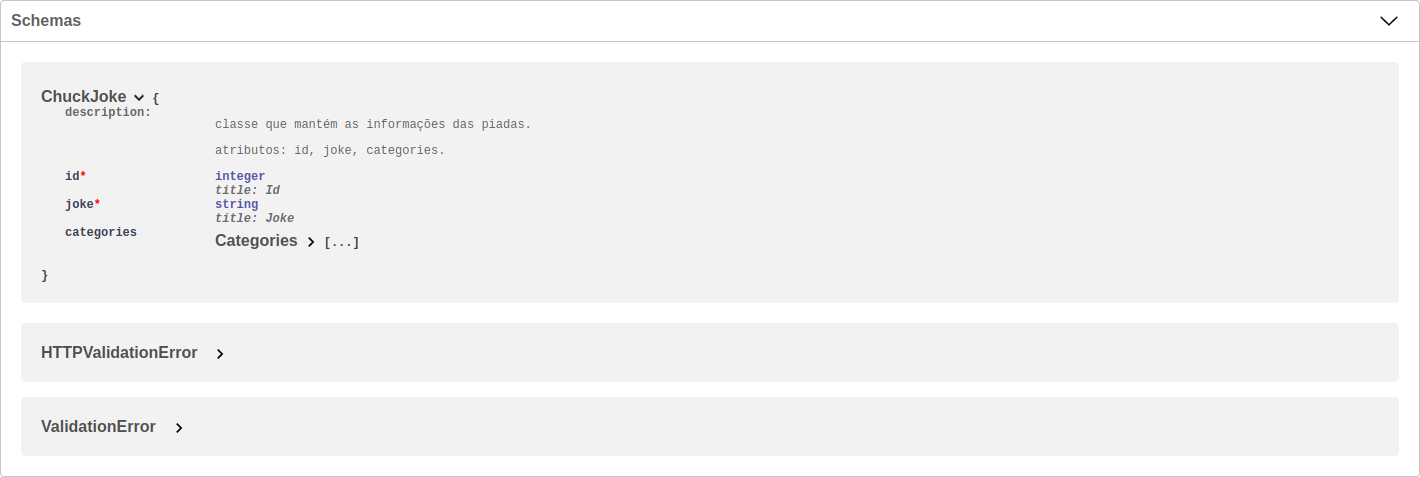 Schemas
ChuckJoke {
description:
classe que mantém as informações das piadas.
atributos: id, joke, categories.
id* integer
title: Id
joke* string
title: Joke
categories
Categories [...]
}
HTTPValidationError
ValidationError